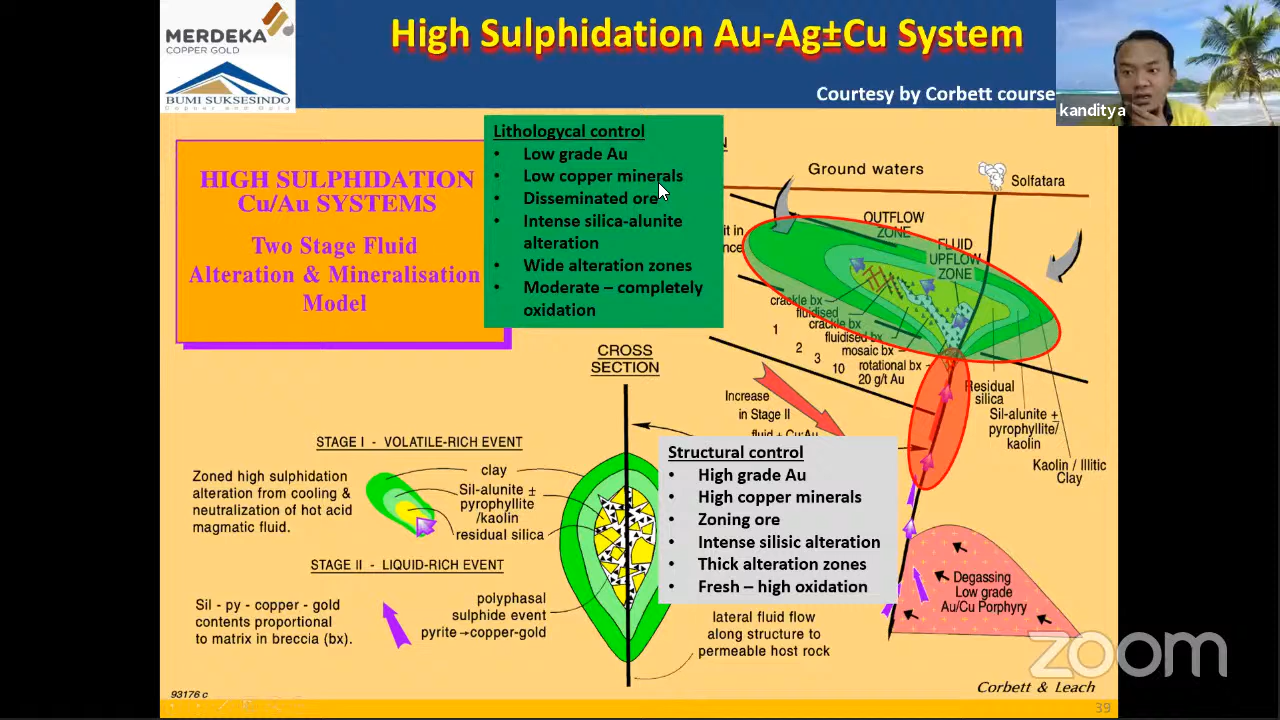 MERDEKA
COPPER GOLD
BUMI SUKSESINDO
Copper and Gold
High Sulphidation Au-Ag±Cu System
Courtesy by Corbett course
kanditya
HIGH SULPHIDATION
Cu/Au SYSTEMS
Two Stage Fluid
Alteration & Mineralisation
Model
Lithologycal control
• Low grade Au
• Low copper minerals
• Disseminated ore
• Intense silica-alunite
alteration
• Wide alteration zones
• Moderate – completely
oxidation
Ground waters
Solfatara
OUTFLOW
ZONE
FLUID
UPFLOW
ZONE
crackle bx
fluidised
crackle bx
fluidised bx
mosaic bx
rotational bx
20 g/t Au
1
2
3
10
Residual
silica
Sil-alunite ±
pyrophyllite/
kaolin
Kaolin / Illitic
Clay
Increase
in Stage II
fluid + Cu:Au
CROSS
SECTION
STAGE I - VOLATILE-RICH EVENT
Zoned high sulphidation
alteration from cooling &
neutralization of hot acid
magmatic fluid.
clay
Sil-alunite ±
pyrophyllite
/kaolin
residual silica
STAGE II - LIQUID-RICH EVENT
Sil - py - copper - gold
contents proportional
to matrix in breccia (bx).
polyphasal
sulphide event
pyrite→copper-gold
Structural control
• High grade Au
• High copper minerals
• Zoning ore
• Intense silisic alteration
• Thick alteration zones
• Fresh – high oxidation
lateral fluid flow
along structure to
permeable host rock
Degassing
Low grade
Au/Cu Porphyry
zoom
Corbett & Leach
93176 c
39